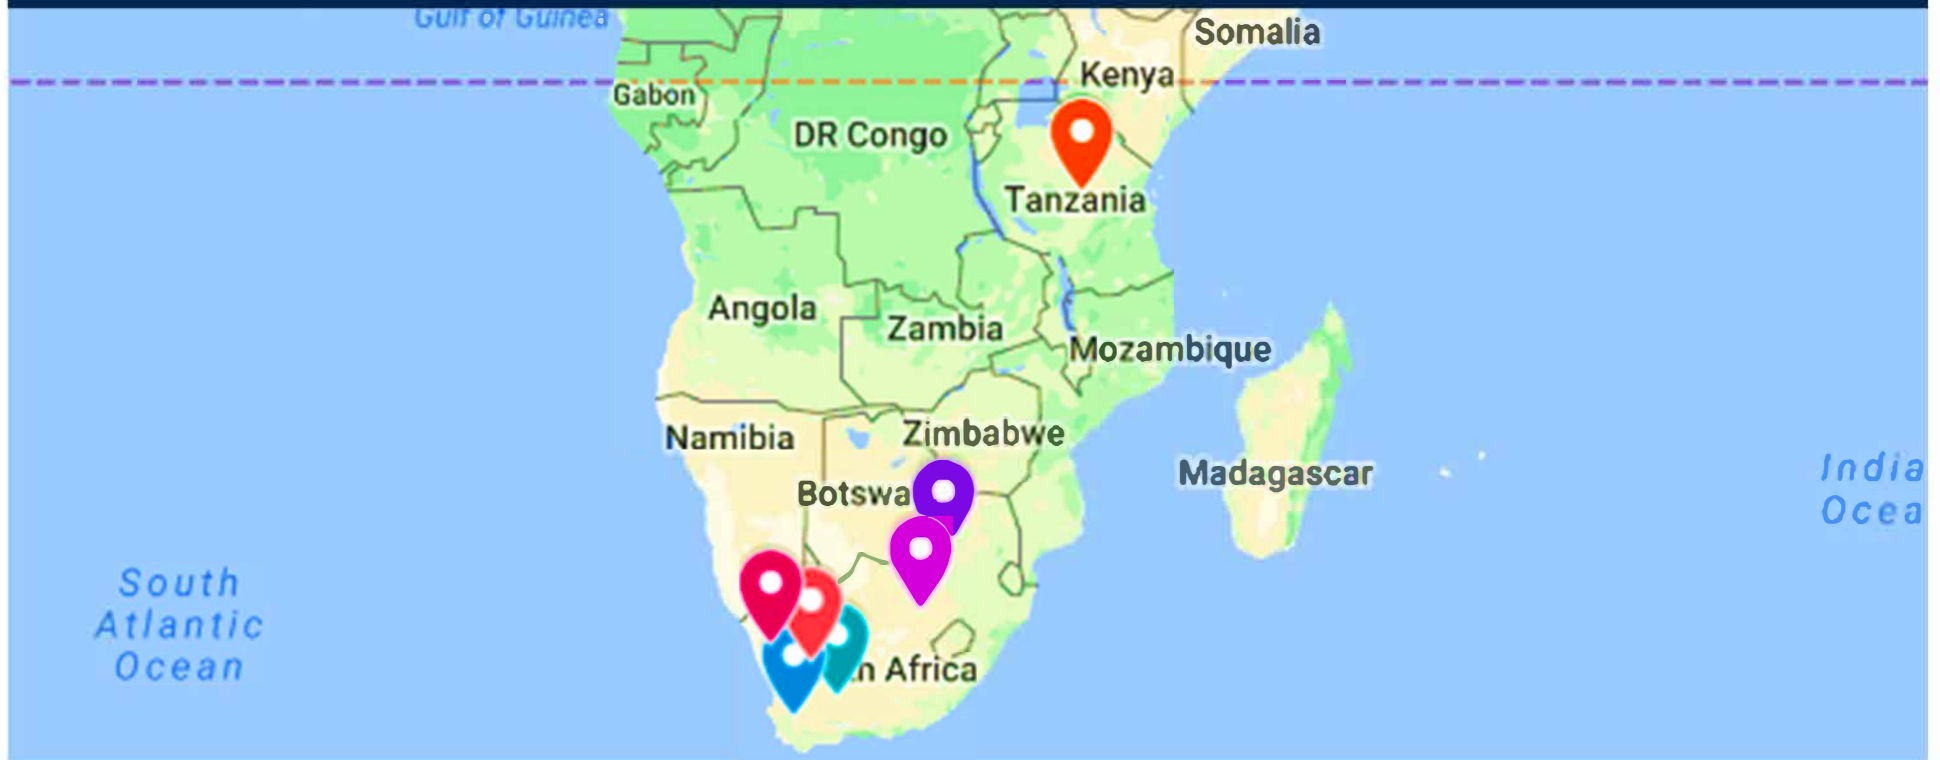 Gulf of Guinea
Somalia
Kenya
Gabon
DR Congo
Tanzania
Angola
Zambia
Mozambique
Namibia
Zimbabwe
Botswa
Madagascar
India
Ocea
South
Atlantic
Ocean
n Africa